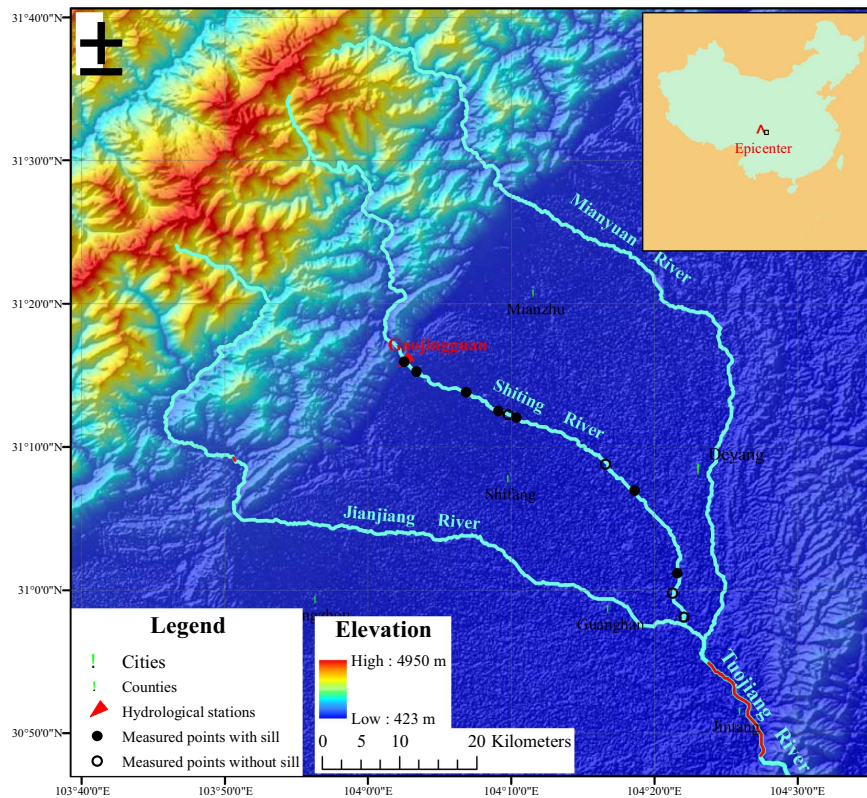 31°40'0"N
31°30'0"N
31°20'0"N
31°10'0"N
31°0'0"N
30°50'0"N
Epicenter
Mianyuan River
Mianzhu
Gaojingguan
Shiting River
Deyang
Shifang
Jianjiang River
Guanghan
Tuojiang River
Jintang
Legend
Cities
Counties
Hydrological stations
Measured points with sill
Measured points without sill
Elevation
High : 4950 m
Low : 423 m
0 5 10 20 Kilometers
103°40'0"E 103°50'0"E 104°0'0"E 104°10'0"E 104°20'0"E 104°30'0"E